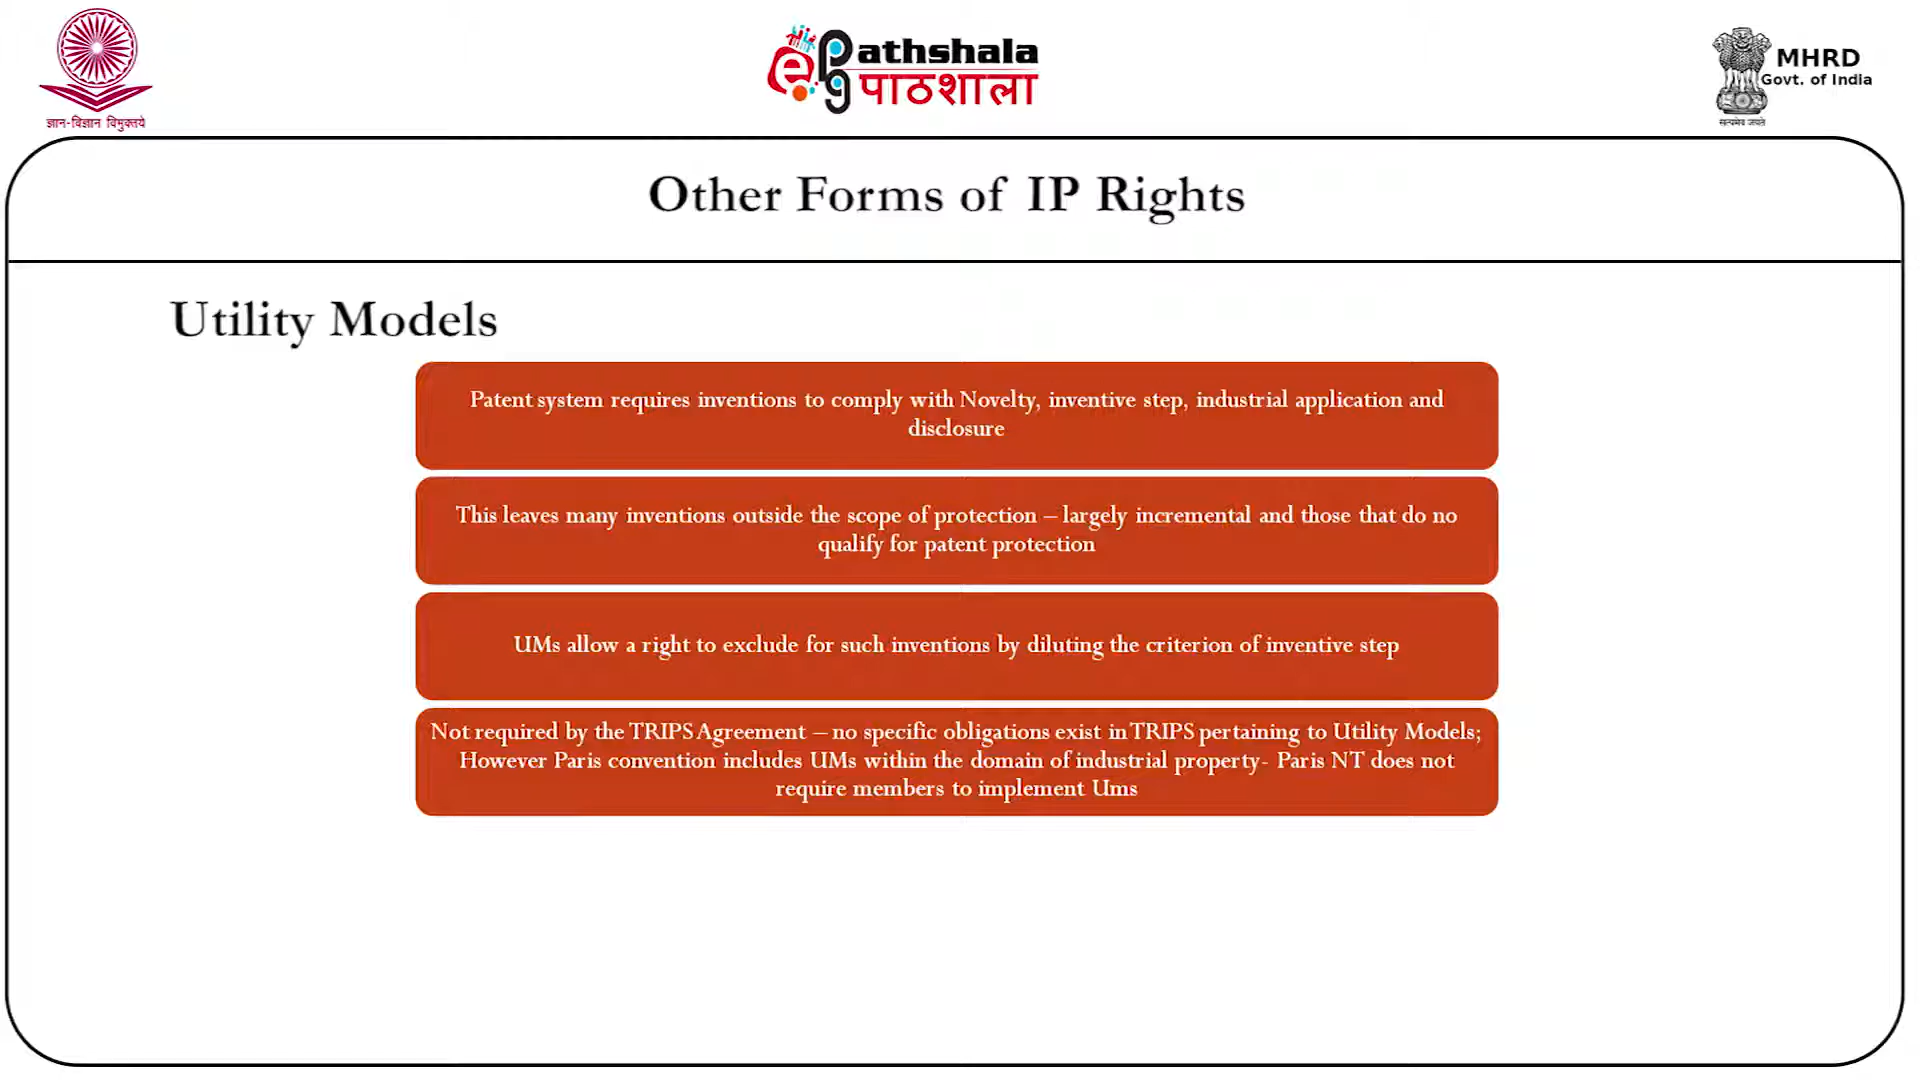 ज्ञान-विज्ञान विमुक्तये
ePG Pathshala
पाठशाला
MHRD
Govt. of India
सत्यमेव जयते
Other Forms of IP Rights
Utility Models
Patent system requires inventions to comply with Novelty, inventive step, industrial application and
disclosure
This leaves many inventions outside the scope of protection – largely incremental and those that do no
qualify for patent protection
UMs allow a right to exclude for such inventions by diluting the criterion of inventive step
Not required by the TRIPS Agreement – no specific obligations exist in TRIPS pertaining to Utility Models;
However Paris convention includes UMs within the domain of industrial property- Paris NT does not
require members to implement Ums